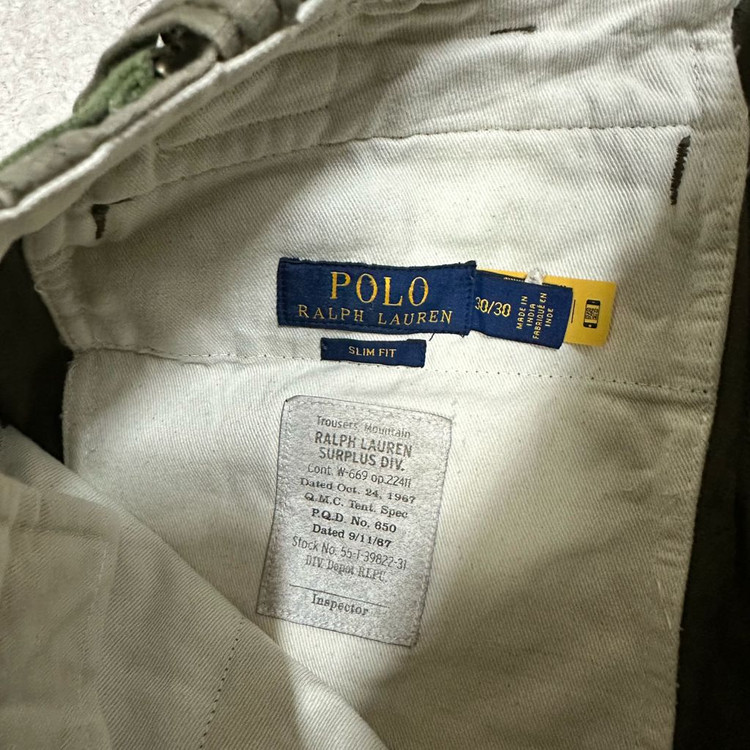 POLO
RALPH LAUREN
30/30
MADE IN
INDIA
FABRIQUÉ EN
INDE
SLIM FIT
Trousers, Mountain
RALPH LAUREN
SURPLUS DIV.
Cont. W-669 op.22411
Dated Oct. 24, 1967
Q.M.C. Tent. Spec
P.Q.D. No. 650
Dated 9/11/67
Stock No. 55-T-39822-31
DIV. Depot RLPC
Inspector